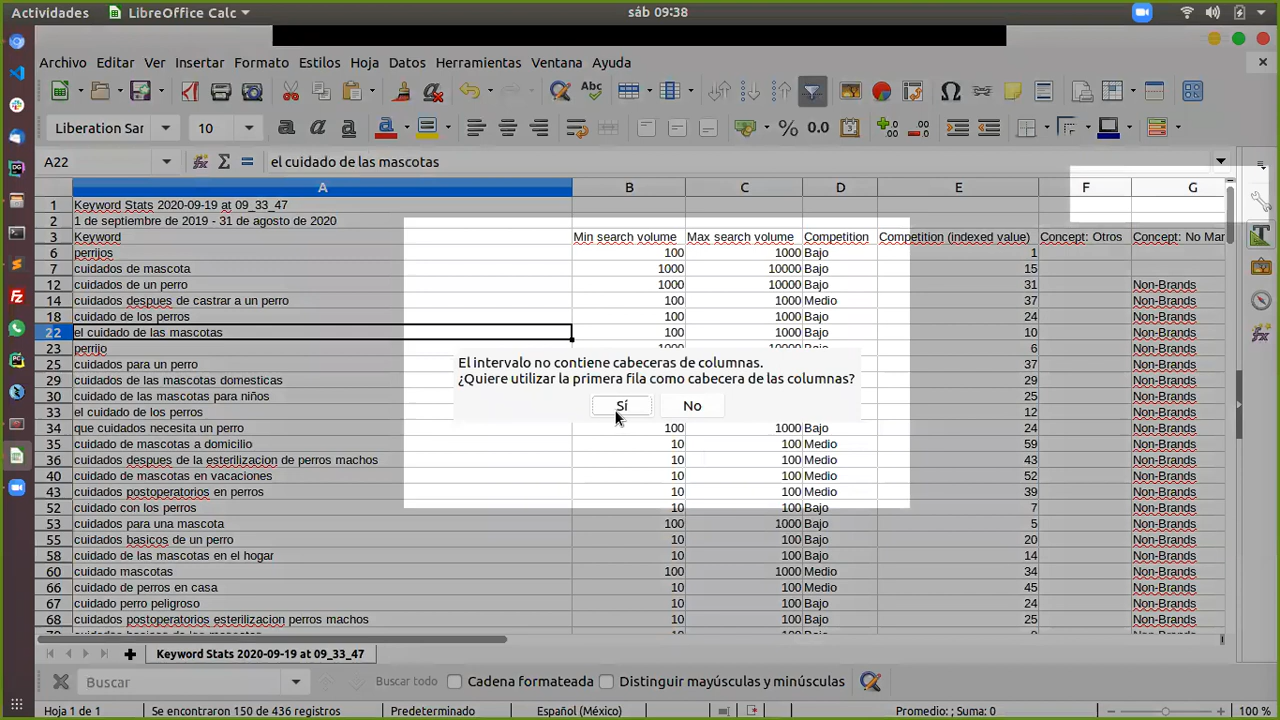 Actividades LibreOffice Calc sáb 09:38
Archivo Editar Ver Insertar Formato Estilos Hoja Datos Herramientas Ventana Ayuda
Liberation Sar 10
A22 el cuidado de las mascotas
A B C D E F G
1 Keyword Stats 2020-09-19 at 09_33_47
2 1 de septiembre de 2019 - 31 de agosto de 2020
3 Keyword Min search volume Max search volume Competition Competition (indexed value) Concept: Otros Concept: No Mar
6 perrijos 100 1000 Bajo 1
7 cuidados de mascota 1000 10000 Bajo 15
12 cuidados de un perro 1000 10000 Bajo 31 Non-Brands
14 cuidados despues de castrar a un perro 100 1000 Medio 37 Non-Brands
18 cuidado de los perros 100 1000 Bajo 24 Non-Brands
22 el cuidado de las mascotas 100 1000 Bajo 10 Non-Brands
23 perrijo 6 Non-Brands
25 cuidados para un perro 37 Non-Brands
29 cuidados de las mascotas domesticas 29 Non-Brands
30 cuidado de las mascotas para niños 25 Non-Brands
33 el cuidado de los perros 12 Non-Brands
El intervalo no contiene cabeceras de columnas.
¿Quiere utilizar la primera fila como cabecera de las columnas?
Sí No
34 que cuidados necesita un perro 100 1000 Bajo 24 Non-Brands
35 cuidado de mascotas a domicilio 10 100 Medio 59 Non-Brands
36 cuidados despues de la esterilizacion de perros machos 10 100 Medio 43 Non-Brands
40 cuidado de mascotas en vacaciones 10 100 Medio 52 Non-Brands
43 cuidados postoperatorios en perros 10 100 Medio 39 Non-Brands
52 cuidado con los perros 10 100 Bajo 7 Non-Brands
53 cuidados para una mascota 100 1000 Bajo 5 Non-Brands
55 cuidados basicos de un perro 10 100 Bajo 20 Non-Brands
58 cuidado de las mascotas en el hogar 10 100 Bajo 14 Non-Brands
60 cuidado mascotas 100 1000 Medio 34 Non-Brands
66 cuidado de perros en casa 10 100 Medio 45 Non-Brands
67 cuidado perro peligroso 10 100 Bajo 24 Non-Brands
68 cuidados postoperatorios esterilizacion perros machos 10 100 Bajo 25 Non-Brands
Keyword Stats 2020-09-19 at 09_33_47
Buscar Buscar todo Cadena formateada Distinguir mayúsculas y minúsculas
Hoja 1 de 1 Se encontraron 150 de 436 registros Predeterminado Español (México) Promedio: ; Suma: 0 100 %